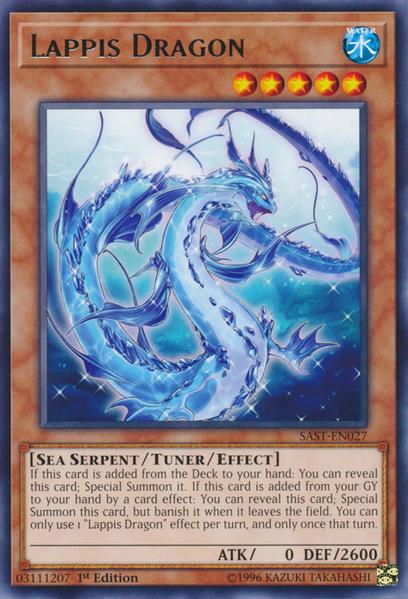 LAPPIS DRAGON
WATER
水
SAST-EN027
[SEA SERPENT/TUNER/EFFECT]
If this card is added from the Deck to your hand: You can reveal
this card; Special Summon it. If this card is added from your GY
to your hand by a card effect: You can reveal this card; Special
Summon this card, but banish it when it leaves the field. You can
only use 1 "Lappis Dragon" effect per turn, and only once that turn.
ATK/ 0 DEF/2600
03111207 1st Edition ©1996 KAZUKI TAKAHASHI